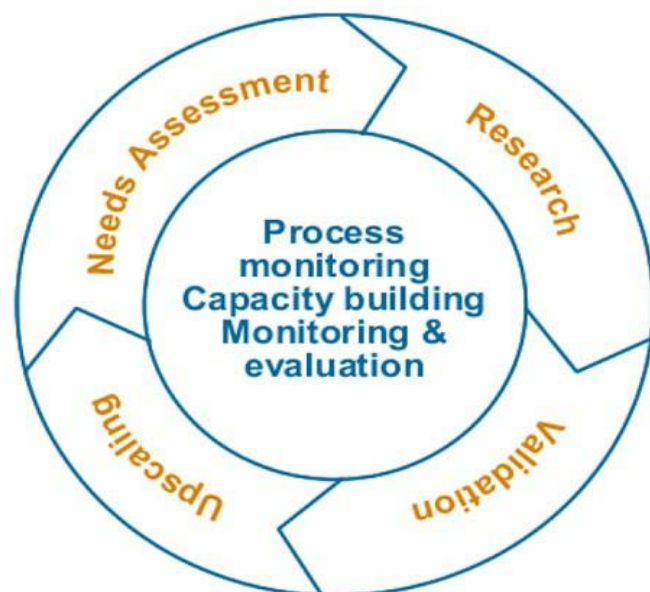 Needs Assessment
Research
Process
monitoring
Capacity building
Monitoring &
evaluation
Validation
Upscaling